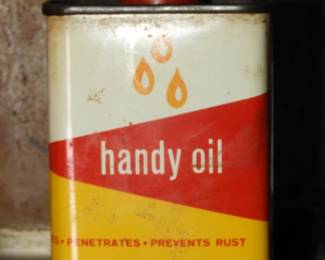 handy oil
• PENETRATES • PREVENTS RUST